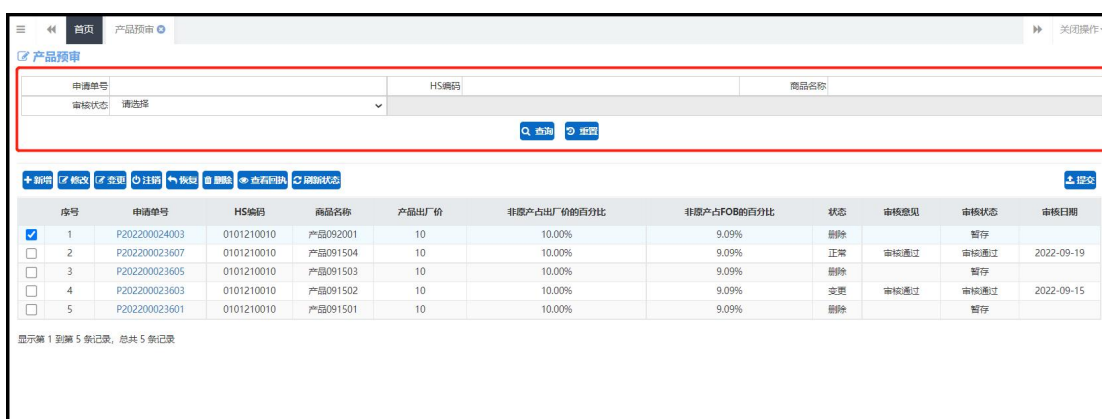 首页 产品预审 关闭操作
产品预审
申请单号 HS编码 商品名称
审核状态 请选择
查询 重置
新增 修改 变更 注销 恢复 删除 查看回执 刷新状态 提交
序号 申请单号 HS编码 商品名称 产品出厂价 非原产占出厂价的百分比 非原产占FOB的百分比 状态 审核意见 审核状态 审核日期
1 P202200024003 0101210010 产品092001 10 10.00% 9.09% 删除 暂存
2 P202200023607 0101210010 产品091504 10 10.00% 9.09% 正常 审核通过 审核通过 2022-09-19
3 P202200023605 0101210010 产品091503 10 10.00% 9.09% 删除 暂存
4 P202200023603 0101210010 产品091502 10 10.00% 9.09% 变更 审核通过 审核通过 2022-09-15
5 P202200023601 0101210010 产品091501 10 10.00% 9.09% 删除 暂存
显示第 1 到第 5 条记录，总共 5 条记录